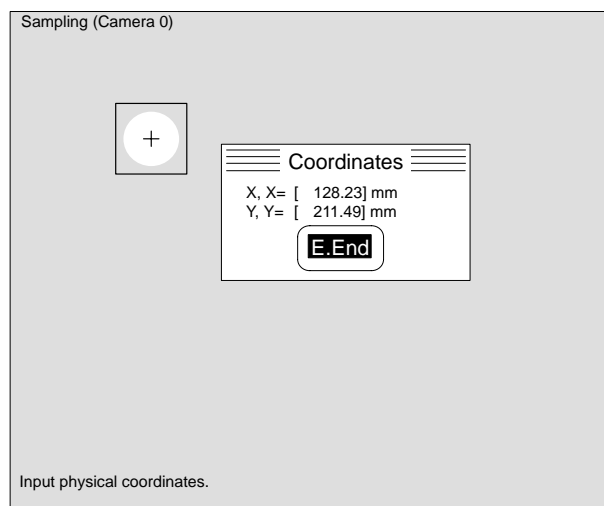 Sampling (Camera 0)
Coordinates
X, X= [ 128.23] mm
Y, Y= [ 211.49] mm
E.End
Input physical coordinates.